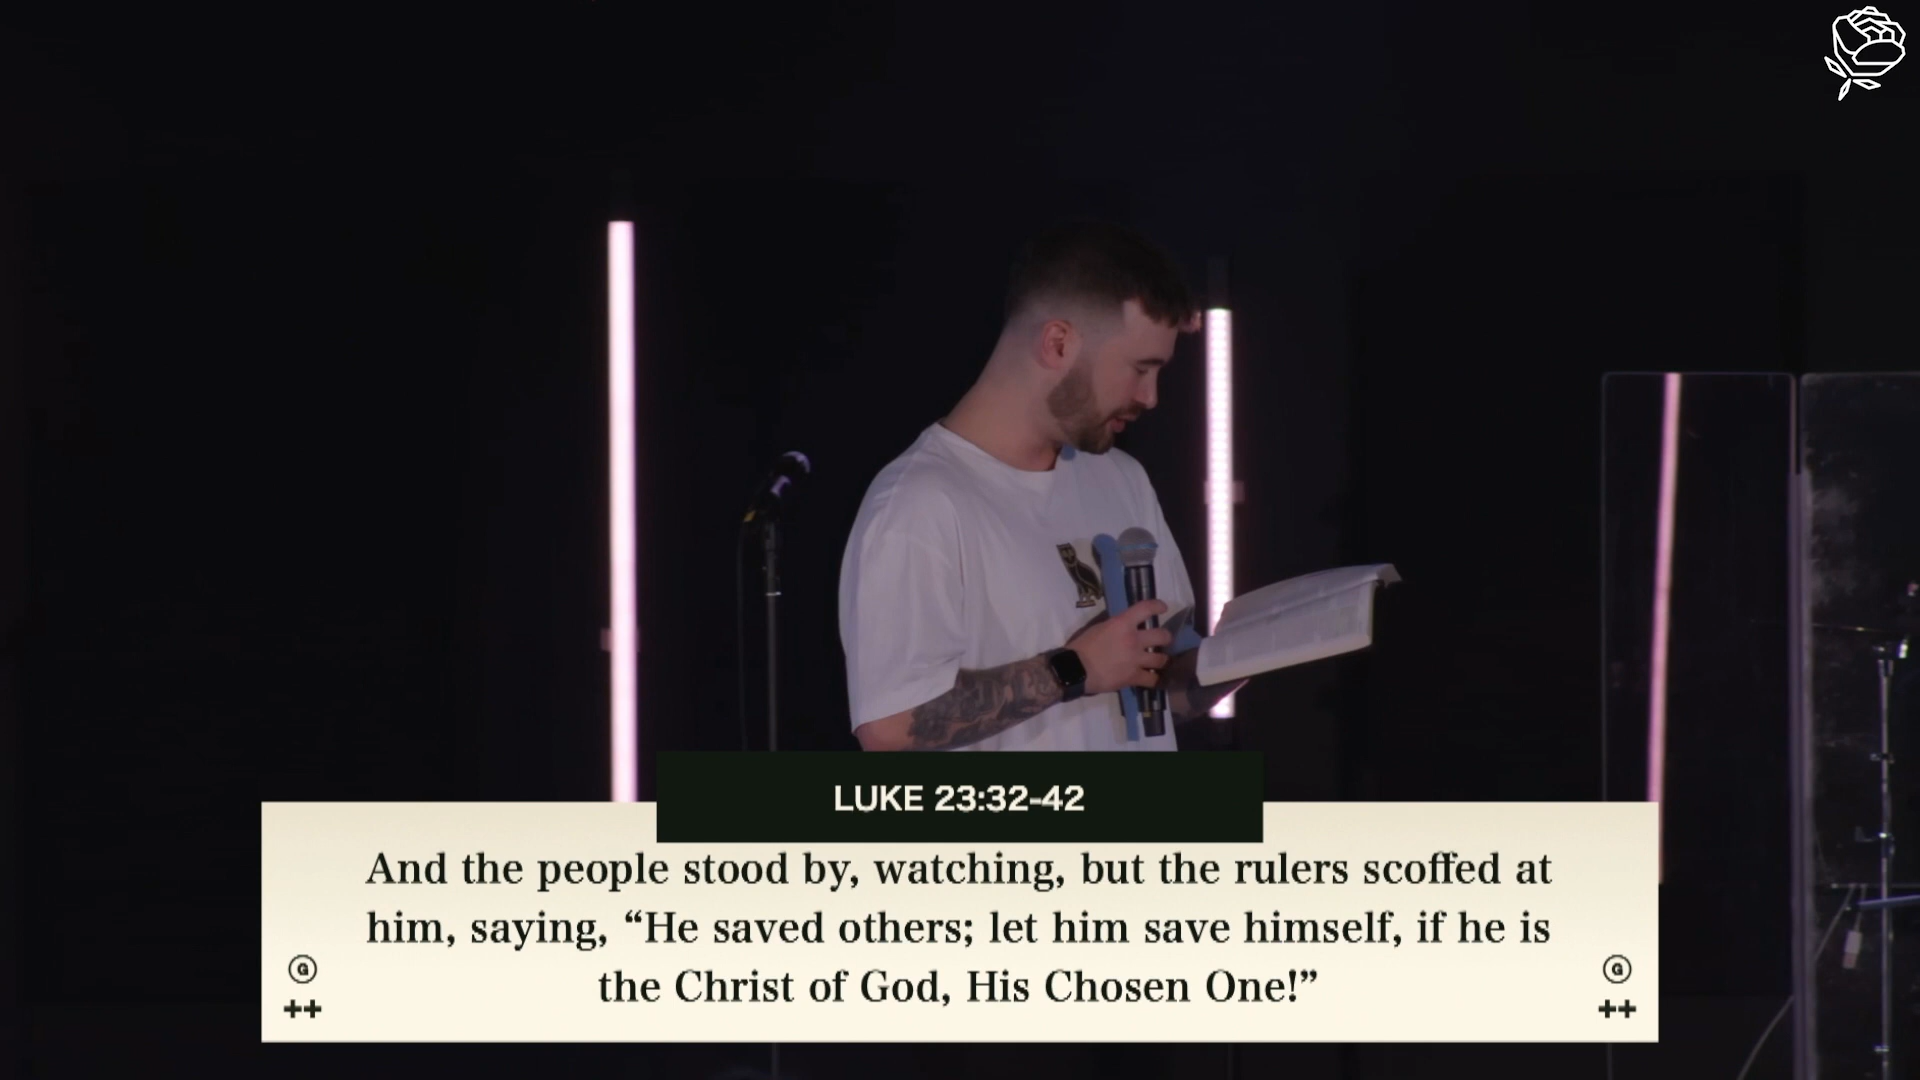 LUKE 23:32-42
And the people stood by, watching, but the rulers scoffed at
him, saying, “He saved others; let him save himself, if he is
the Christ of God, His Chosen One!”
G G
++ ++